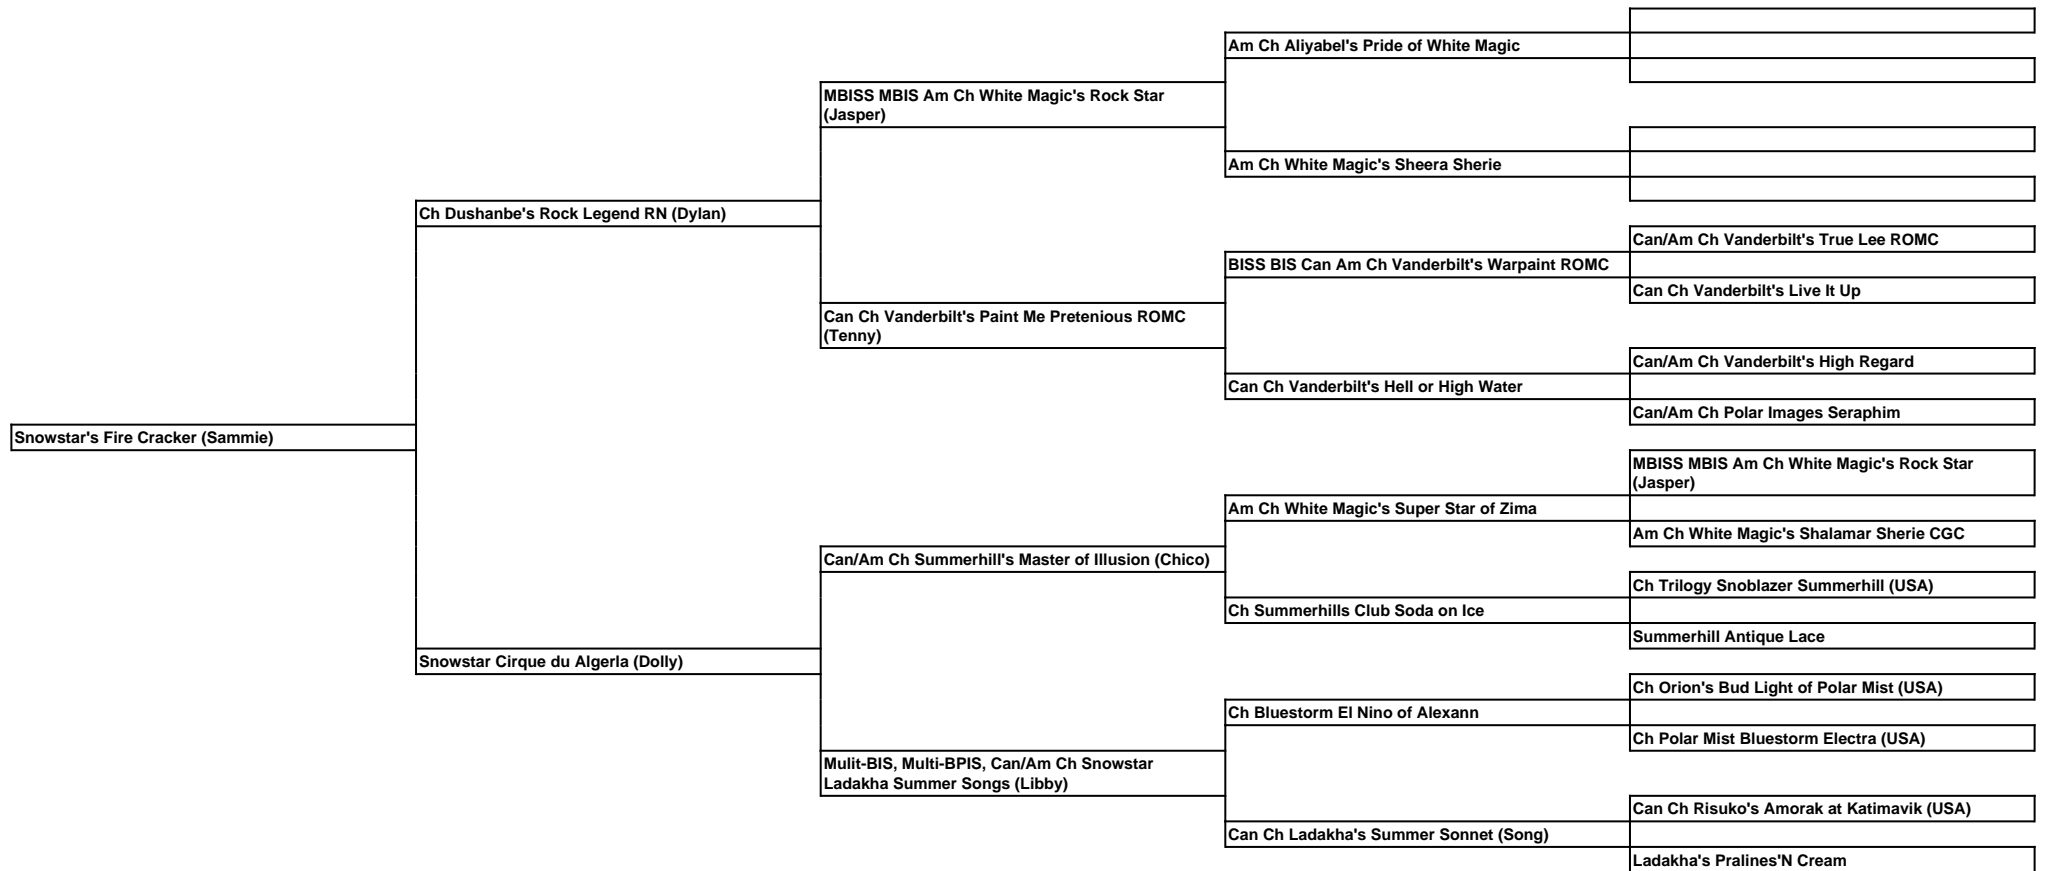 Am Ch Aliyabel's Pride of White Magic
MBISS MBIS Am Ch White Magic's Rock Star
(Jasper)
Am Ch White Magic's Sheera Sherie
Ch Dushanbe's Rock Legend RN (Dylan)
Can/Am Ch Vanderbilt's True Lee ROMC
BISS BIS Can Am Ch Vanderbilt's Warpaint ROMC
Can Ch Vanderbilt's Live It Up
Can Ch Vanderbilt's Paint Me Pretenious ROMC
(Tenny)
Can/Am Ch Vanderbilt's High Regard
Can Ch Vanderbilt's Hell or High Water
Can/Am Ch Polar Images Seraphim
Snowstar's Fire Cracker (Sammie)
MBISS MBIS Am Ch White Magic's Rock Star
(Jasper)
Am Ch White Magic's Super Star of Zima
Am Ch White Magic's Shalamar Sherie CGC
Can/Am Ch Summerhill's Master of Illusion (Chico)
Ch Trilogy Snoblazer Summerhill (USA)
Ch Summerhills Club Soda on Ice
Summerhill Antique Lace
Snowstar Cirque du Algerla (Dolly)
Ch Orion's Bud Light of Polar Mist (USA)
Ch Bluestorm El Nino of Alexann
Ch Polar Mist Bluestorm Electra (USA)
Mulit-BIS, Multi-BPIS, Can/Am Ch Snowstar
Ladakha Summer Songs (Libby)
Can Ch Risuko's Amorak at Katimavik (USA)
Can Ch Ladakha's Summer Sonnet (Song)
Ladakha's Pralines'N Cream